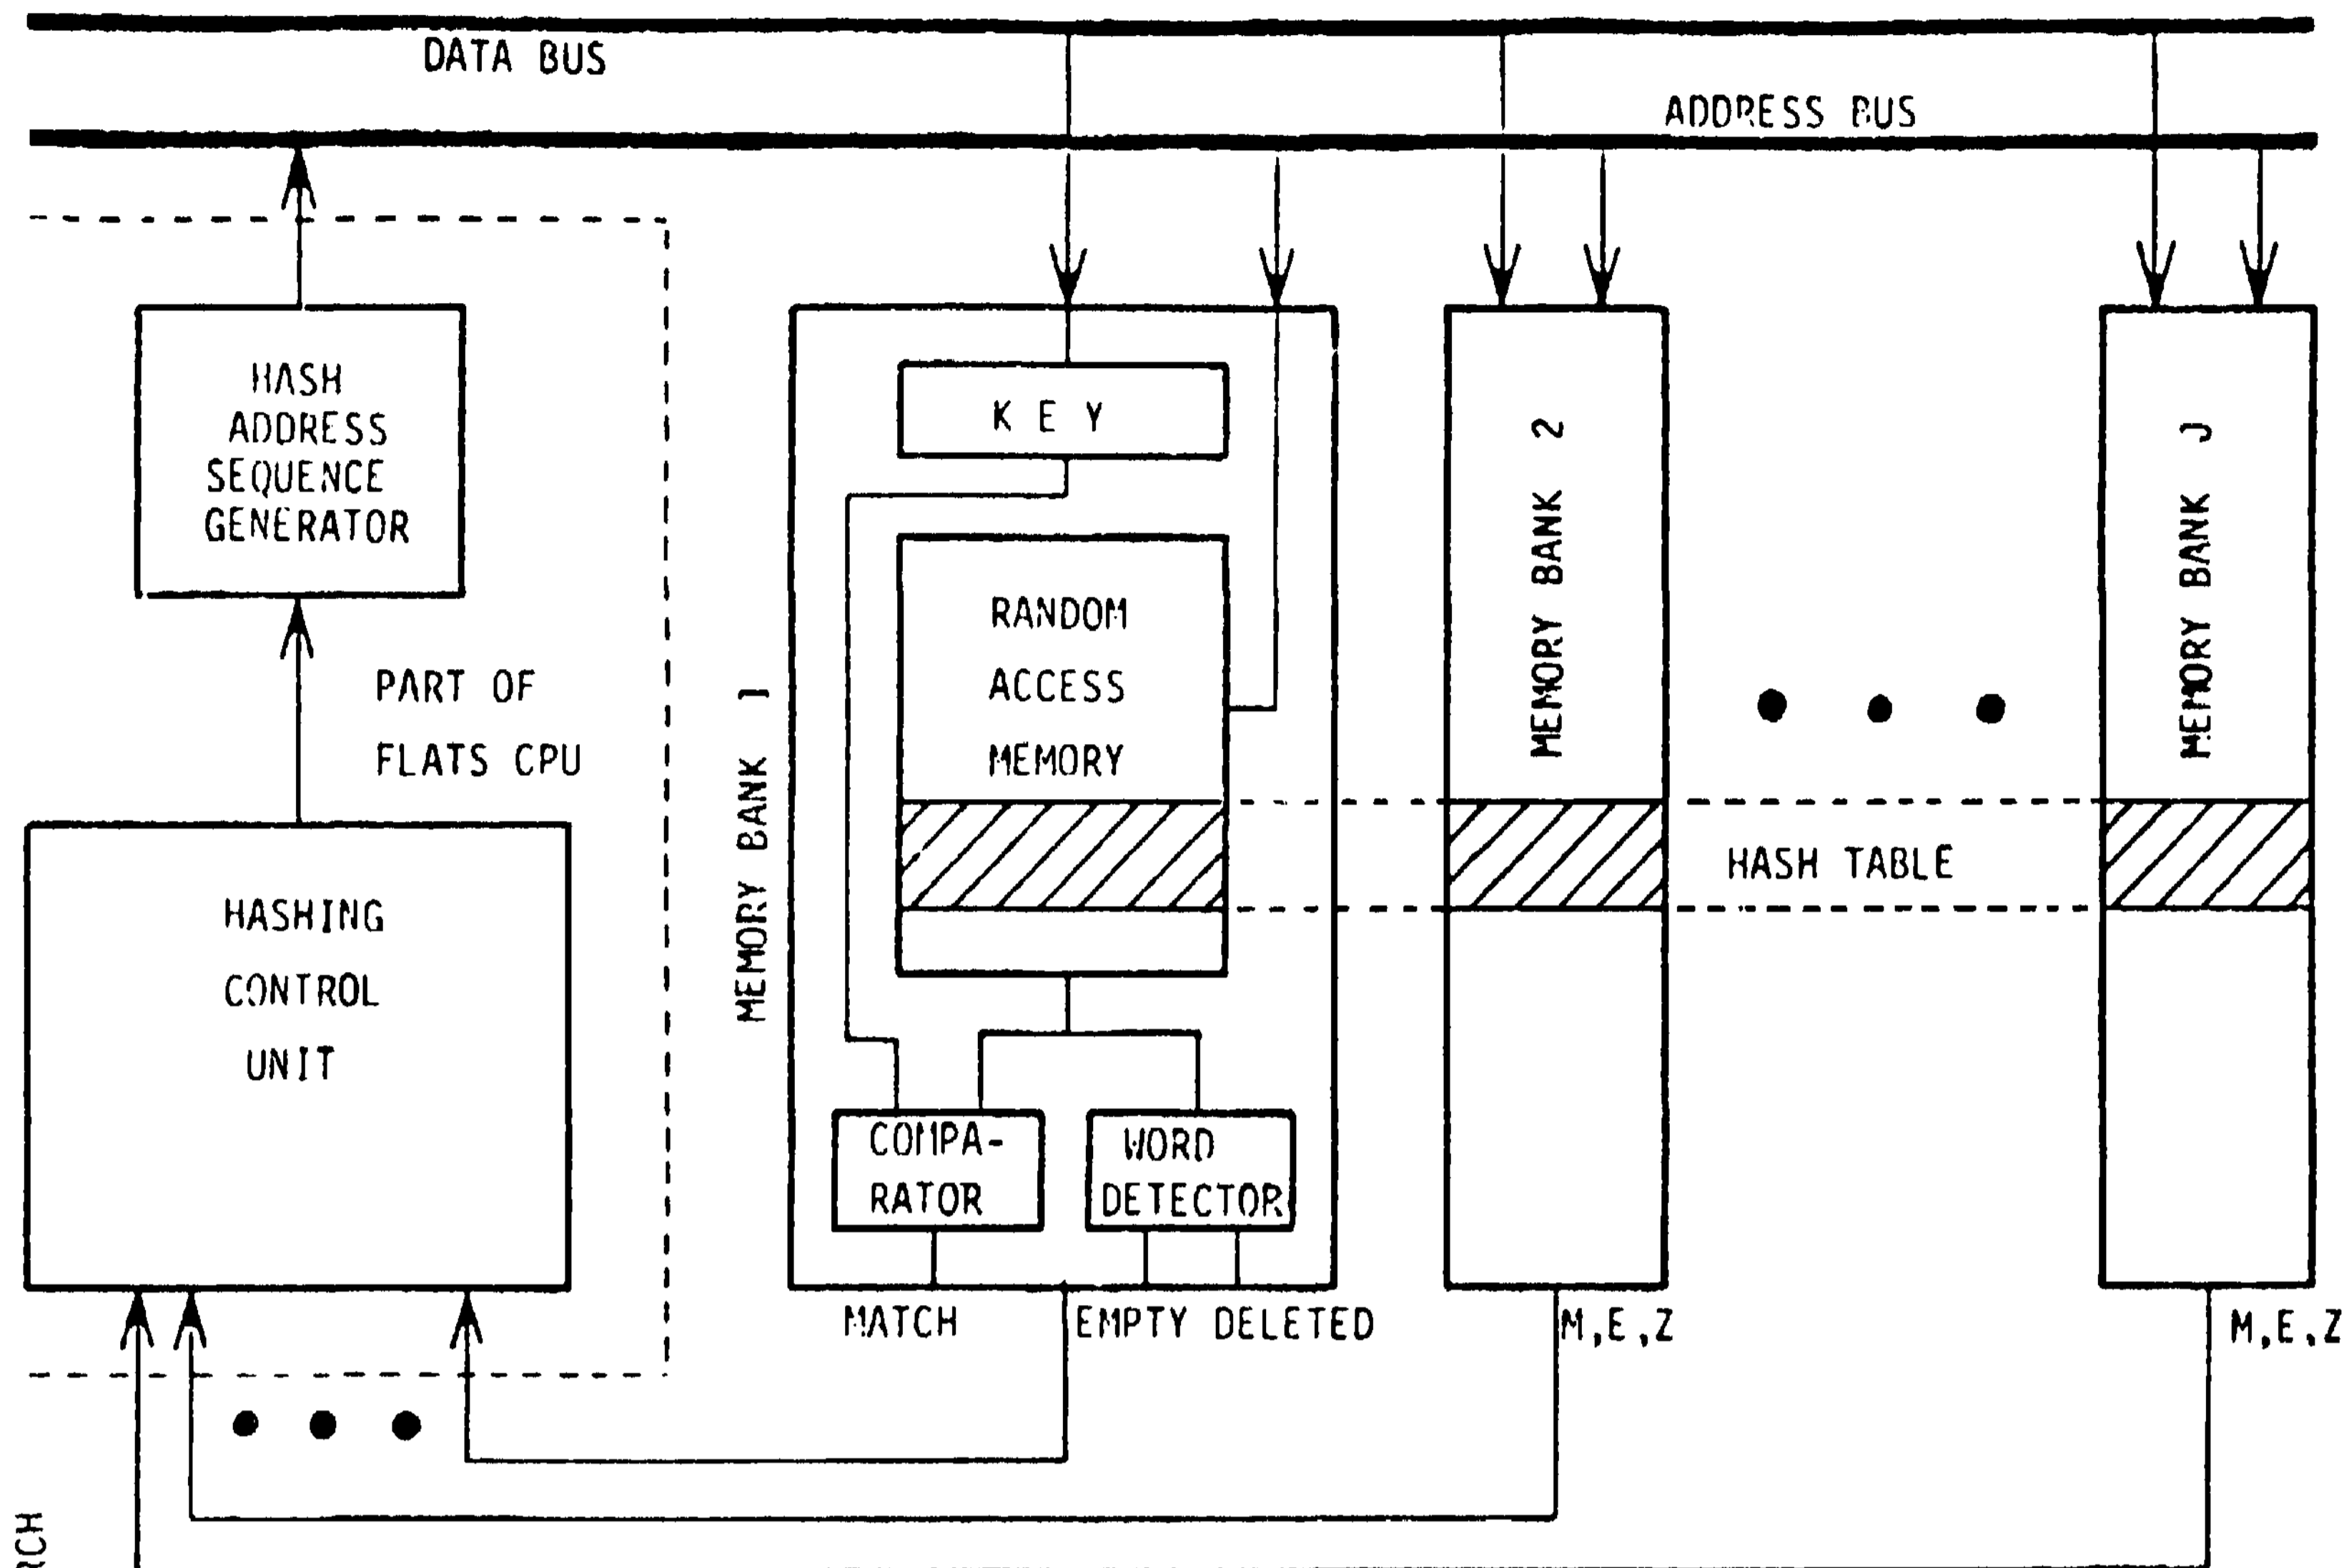 DATA BUS
ADDRESS BUS
HASH
ADDRESS
SEQUENCE
GENERATOR
PART OF
FLATS CPU
HASHING
CONTROL
UNIT
MEMORY BANK 1
K E Y
RANDOM
ACCESS
MEMORY
COMPA-
RATOR
WORD
DETECTOR
MATCH
EMPTY DELETED
MEMORY BANK 2
HASH TABLE
MEMORY BANK J
M,E,Z
M,E,Z